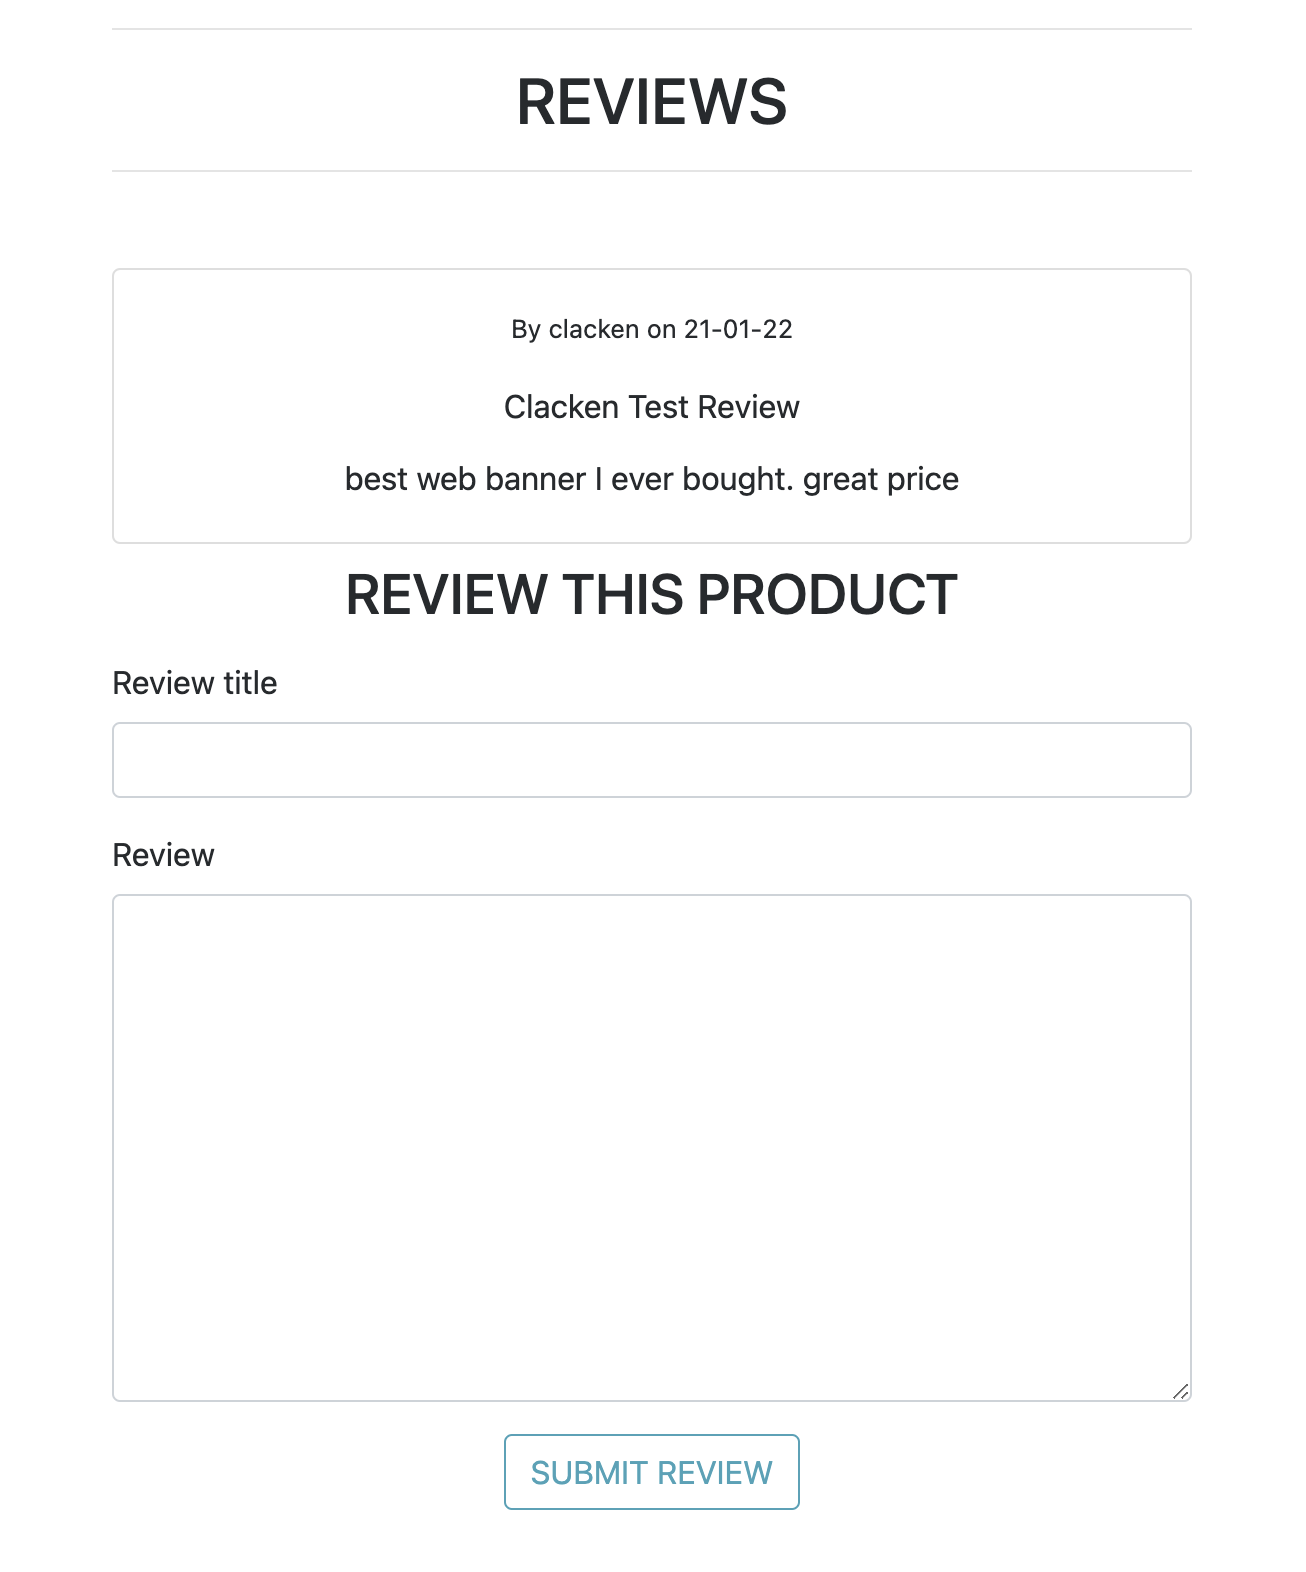 REVIEWS
By clacken on 21-01-22
Clacken Test Review
best web banner I ever bought. great price
REVIEW THIS PRODUCT
Review title
Review
SUBMIT REVIEW